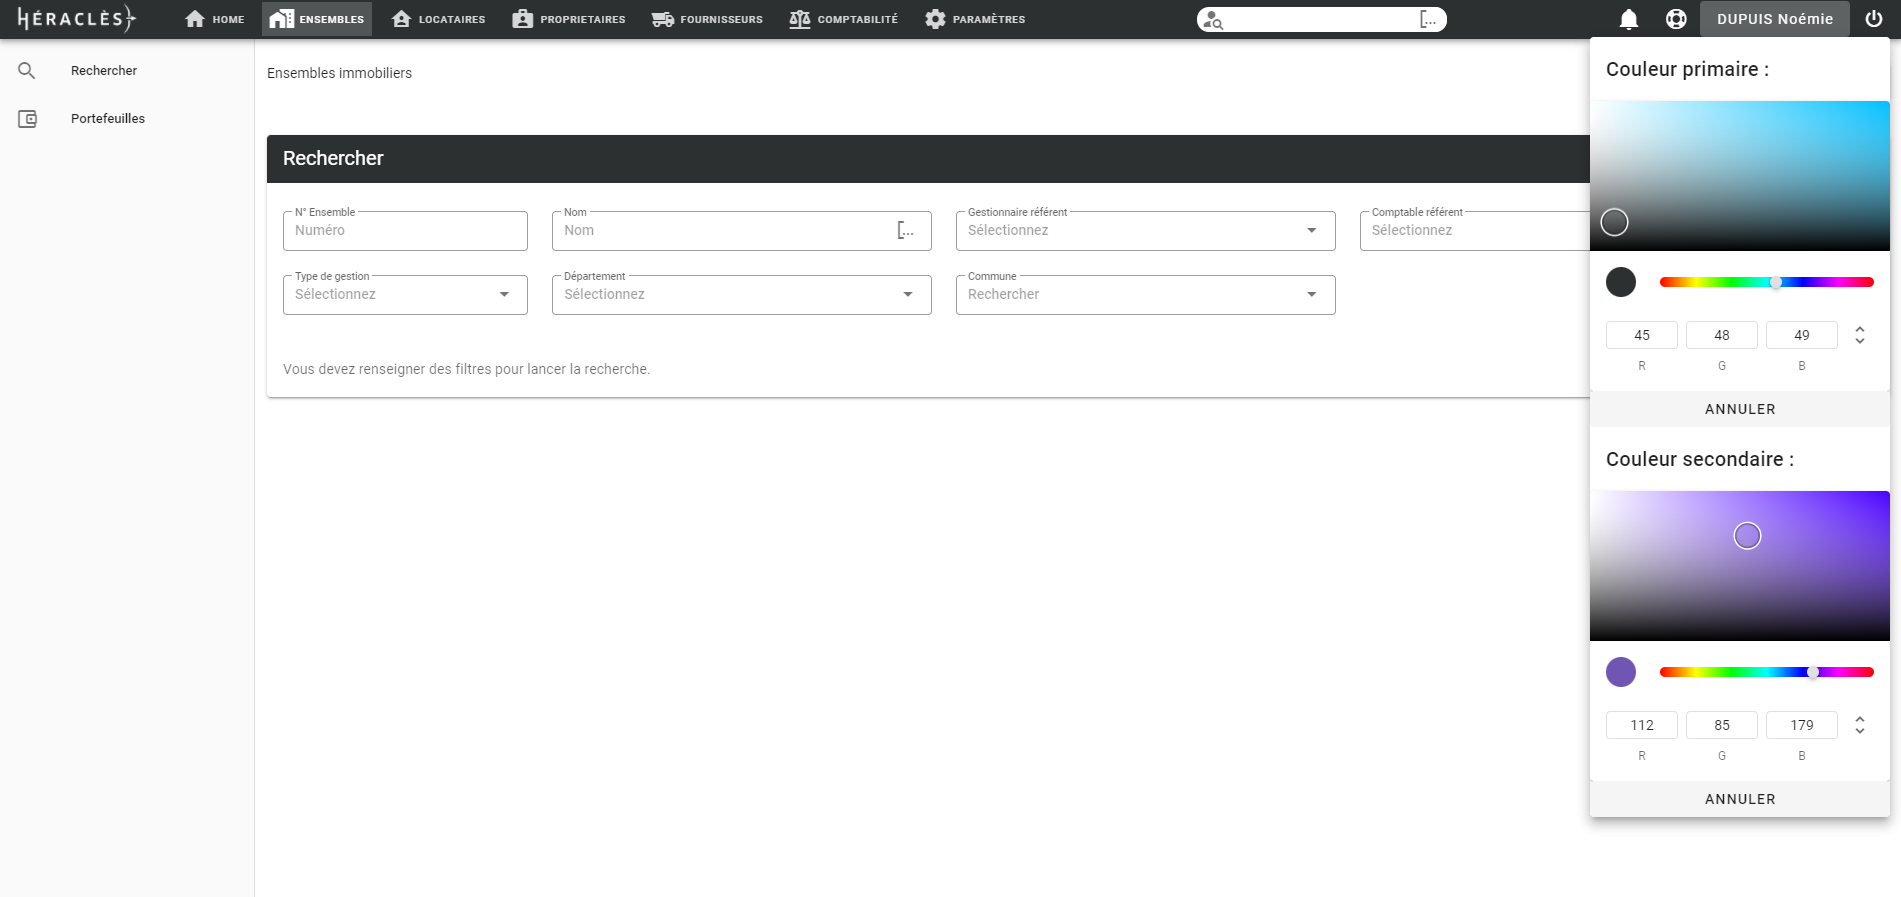 HÉRACLÈS
HOME
ENSEMBLES
LOCATAIRES
PROPRIETAIRES
FOURNISSEURS
COMPTABILITÉ
PARAMÈTRES
[...
DUPUIS Noémie
Rechercher
Portefeuilles
Ensembles immobiliers
Rechercher
N° Ensemble
Numéro
Nom
Nom
[...
Gestionnaire référent
Sélectionnez
Comptable référent
Sélectionnez
Type de gestion
Sélectionnez
Département
Sélectionnez
Commune
Rechercher
Vous devez renseigner des filtres pour lancer la recherche.
Couleur primaire :
45 48 49
R G B
ANNULER
Couleur secondaire :
112 85 179
R G B
ANNULER